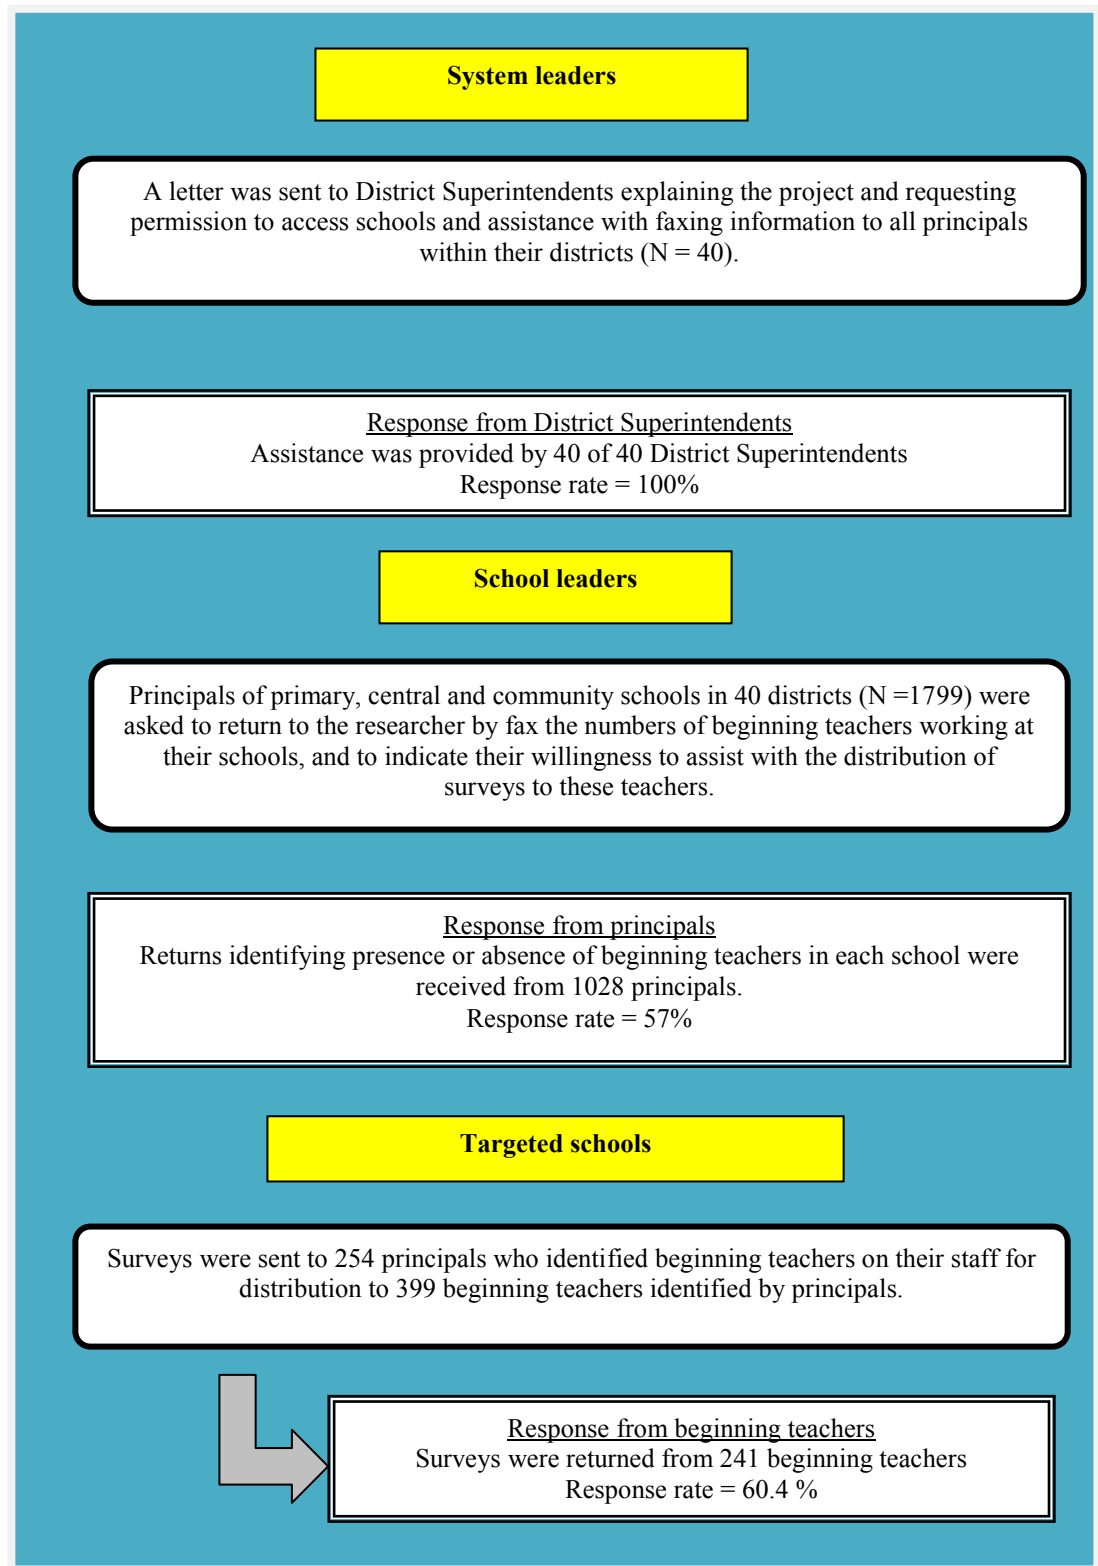 System leaders
A letter was sent to District Superintendents explaining the project and requesting
permission to access schools and assistance with faxing information to all principals
within their districts (N = 40).
Response from District Superintendents
Assistance was provided by 40 of 40 District Superintendents
Response rate = 100%
School leaders
Principals of primary, central and community schools in 40 districts (N =1799) were
asked to return to the researcher by fax the numbers of beginning teachers working at
their schools, and to indicate their willingness to assist with the distribution of
surveys to these teachers.
Response from principals
Returns identifying presence or absence of beginning teachers in each school were
received from 1028 principals.
Response rate = 57%
Targeted schools
Surveys were sent to 254 principals who identified beginning teachers on their staff for
distribution to 399 beginning teachers identified by principals.
Response from beginning teachers
Surveys were returned from 241 beginning teachers
Response rate = 60.4 %